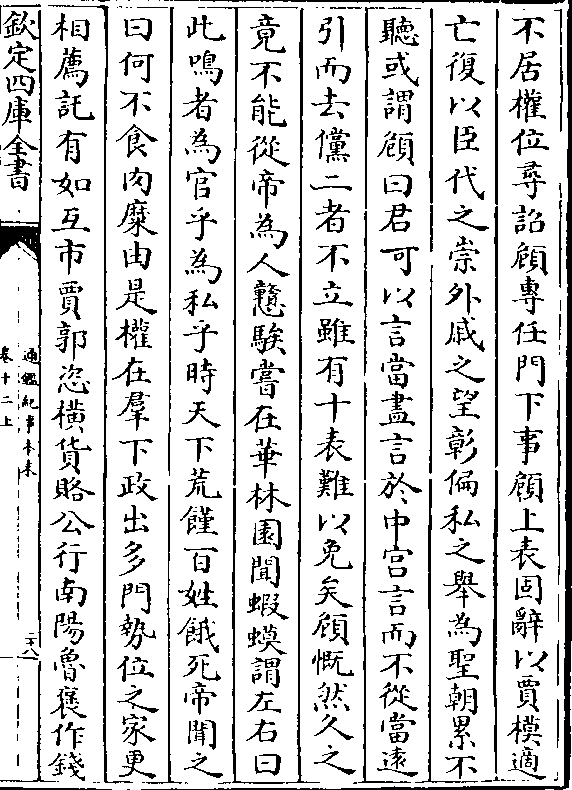 不居權位尋詔頠專任門下事頠上表固辭以賈模適
亡復以臣代之崇外戚之望彰偏私之舉為聖朝累不
聽或謂頠曰君可以言當盡言於中宫言而不從當逺
引而去儻二者不立雖有十表難以免矣頠慨然久之
竟不能從帝為人戇騃嘗在華林園聞蝦蟆謂左右曰
此鳴者為官乎為私乎時天下荒饉百姓餓死帝聞之
曰何不食肉糜由是權在羣下政出多門勢位之家更
相薦託有如互市賈郭恣横貨賂公行南陽魯褒作錢
欽定四庫全書
通鑑紀事本末
卷十二上
二八